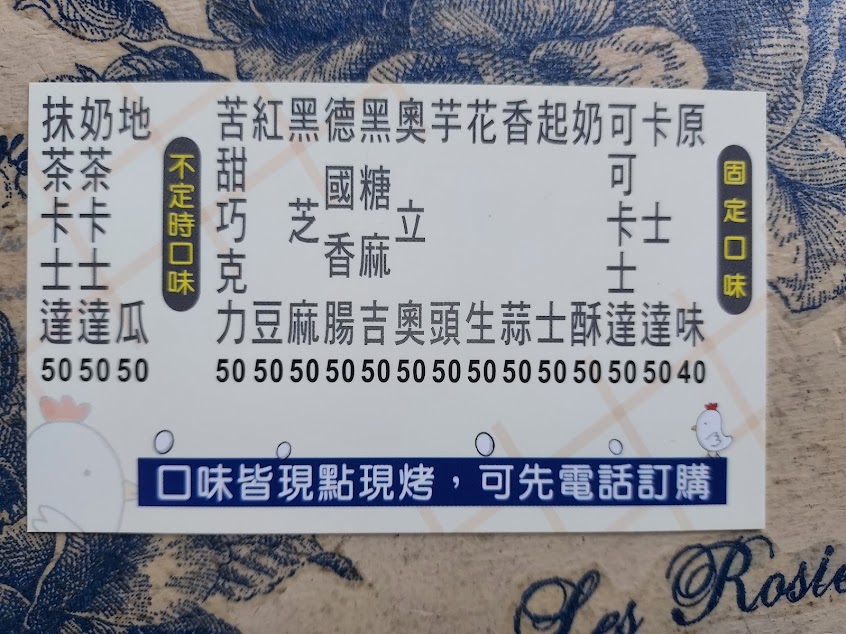 固定口味
原味 40
卡士達 50
可可卡士達 50
奶酥 50
起士 50
香蒜 50
花生 50
芋頭 50
奧立奧 50
黑糖麻吉 50
德國香腸 50
黑芝麻 50
紅豆 50
苦甜巧克力 50
不定時口味
地瓜 50
奶茶卡士達 50
抹茶卡士達 50
口味皆現點現烤，可先電話訂購
Les Rosie